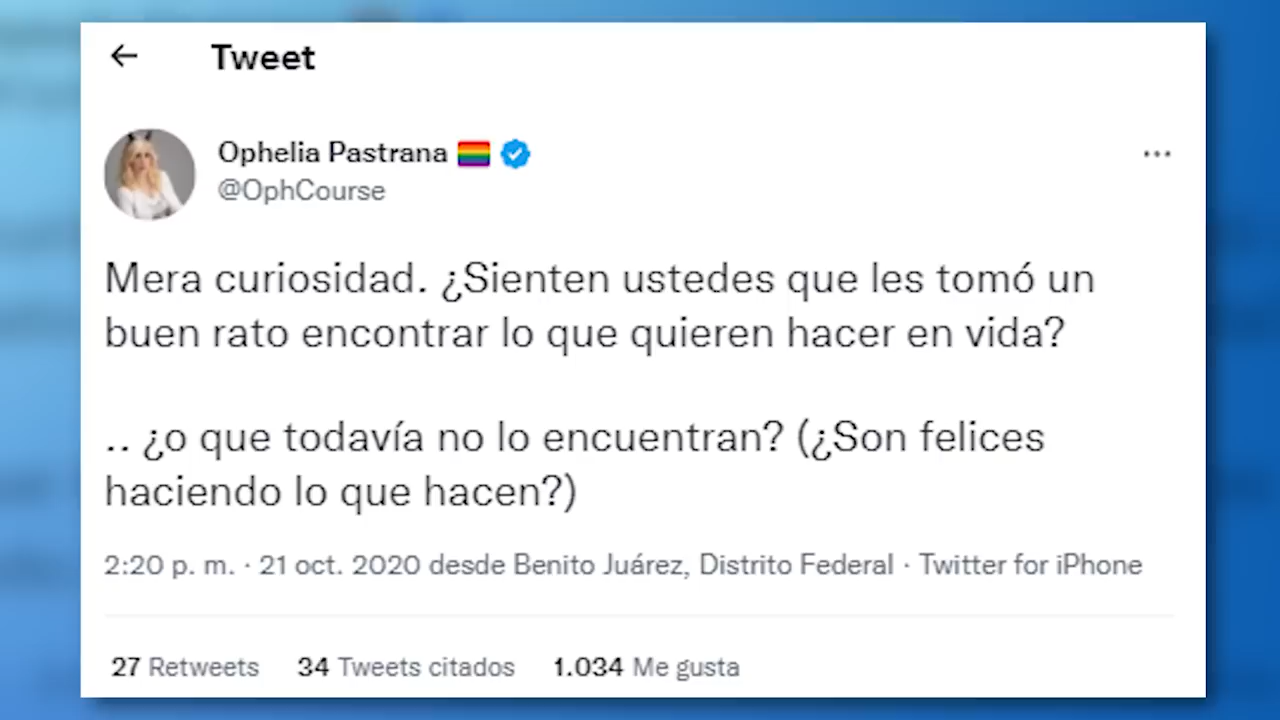 Tweet
Ophelia Pastrana 🏳️‍🌈
@OphCourse
Mera curiosidad. ¿Sienten ustedes que les tomó un
buen rato encontrar lo que quieren hacer en vida?
.. ¿o que todavía no lo encuentran? (¿Son felices
haciendo lo que hacen?)
2:20 p. m. · 21 oct. 2020 desde Benito Juárez, Distrito Federal · Twitter for iPhone
27 Retweets 34 Tweets citados 1.034 Me gusta